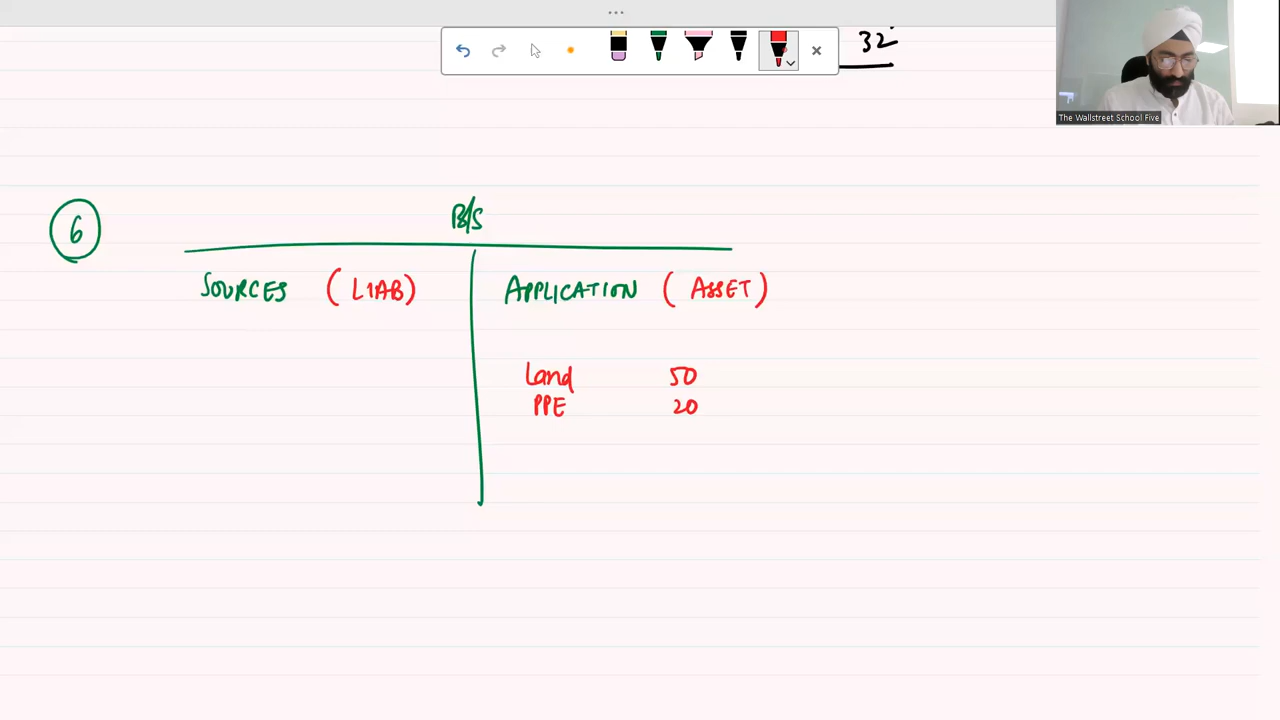 32
The Wallstreet School Five
6
B/S
SOURCES (LIAB) APPLICATION (ASSET)
Land 50
PPE 20